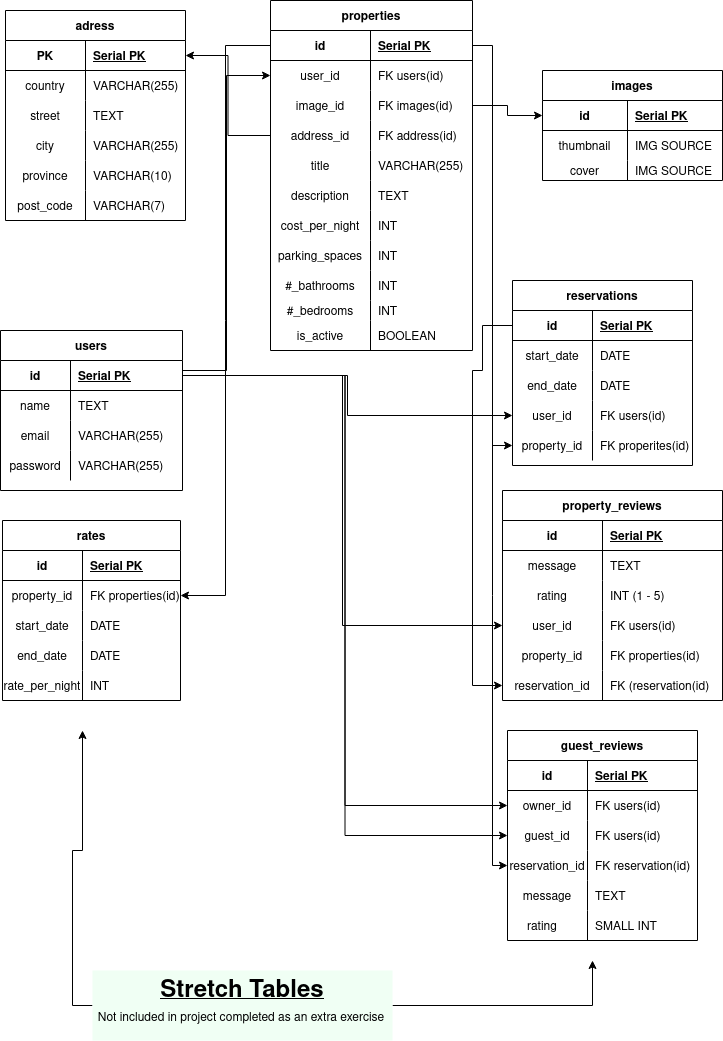 adress
PK Serial PK
country VARCHAR(255)
street TEXT
city VARCHAR(255)
province VARCHAR(10)
post_code VARCHAR(7)
properties
id Serial PK
user_id FK users(id)
image_id FK images(id)
address_id FK address(id)
title VARCHAR(255)
description TEXT
cost_per_night INT
parking_spaces INT
#_bathrooms INT
#_bedrooms INT
is_active BOOLEAN
images
id Serial PK
thumbnail IMG SOURCE
cover IMG SOURCE
users
id Serial PK
name TEXT
email VARCHAR(255)
password VARCHAR(255)
reservations
id Serial PK
start_date DATE
end_date DATE
user_id FK users(id)
property_id FK properites(id)
rates
id Serial PK
property_id FK properties(id)
start_date DATE
end_date DATE
rate_per_night INT
property_reviews
id Serial PK
message TEXT
rating INT (1 - 5)
user_id FK users(id)
property_id FK properties(id)
reservation_id FK (reservation(id)
guest_reviews
id Serial PK
owner_id FK users(id)
guest_id FK users(id)
reservation_id FK reservation(id)
message TEXT
rating SMALL INT
Stretch Tables
Not included in project completed as an extra exercise